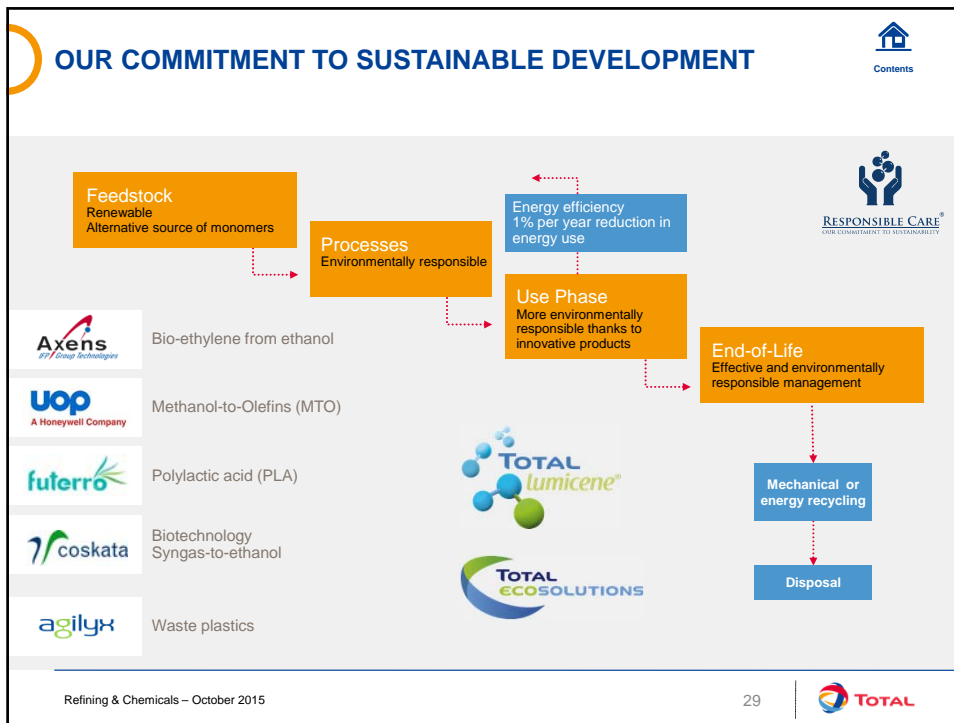 OUR COMMITMENT TO SUSTAINABLE DEVELOPMENT
Contents
Feedstock
Renewable
Alternative source of monomers
Processes
Environmentally responsible
Energy efficiency
1% per year reduction in
energy use
RESPONSIBLE CARE®
OUR COMMITMENT TO SUSTAINABILITY
Use Phase
More environmentally
responsible thanks to
innovative products
End-of-Life
Effective and environmentally
responsible management
Axens
IFP Group Technologies
Bio-ethylene from ethanol
uop
A Honeywell Company
Methanol-to-Olefins (MTO)
futerro
Polylactic acid (PLA)
coskata
Biotechnology
Syngas-to-ethanol
agilyx
Waste plastics
TOTAL
lumicene®
TOTAL
ECOSOLUTIONS
Mechanical or
energy recycling
Disposal
Refining & Chemicals – October 2015
29
TOTAL